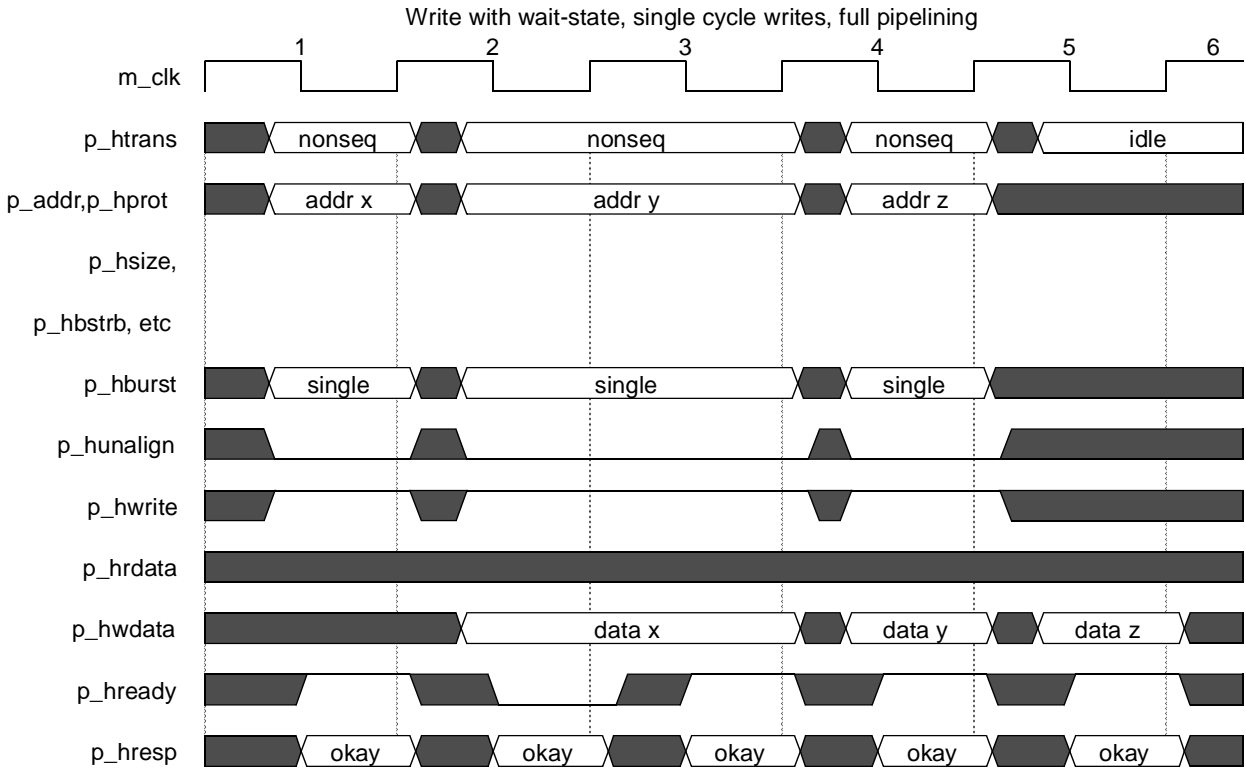 Write with wait-state, single cycle writes, full pipelining
1 2 3 4 5 6
m_clk
p_htrans nonseq nonseq nonseq idle
p_addr,p_hprot addr x addr y addr z
p_hsize,
p_hbstrb, etc
p_hburst single single single
p_hunalign
p_hwrite
p_hrdata
p_hwdata data x data y data z
p_hready
p_hresp okay okay okay okay okay